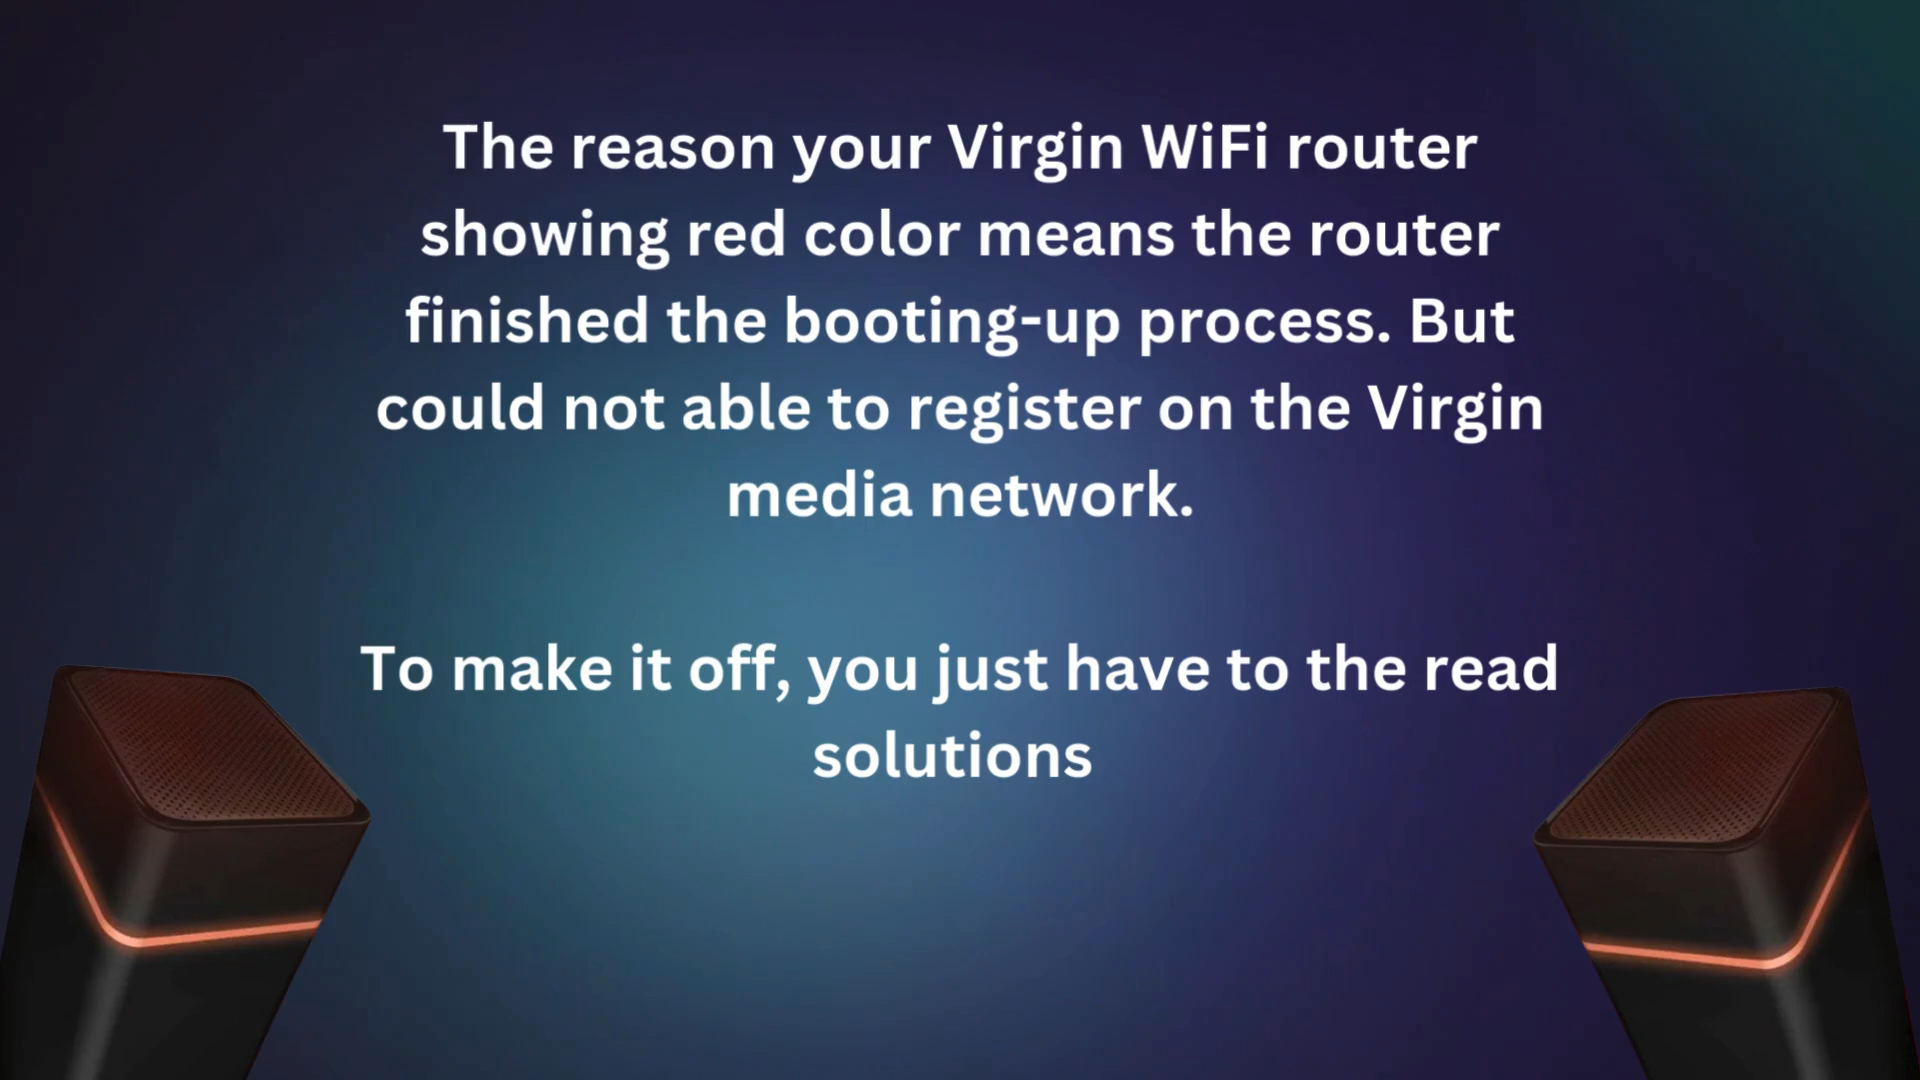 The reason your Virgin WiFi router
showing red color means the router
finished the booting-up process. But
could not able to register on the Virgin
media network.
To make it off, you just have to the read
solutions